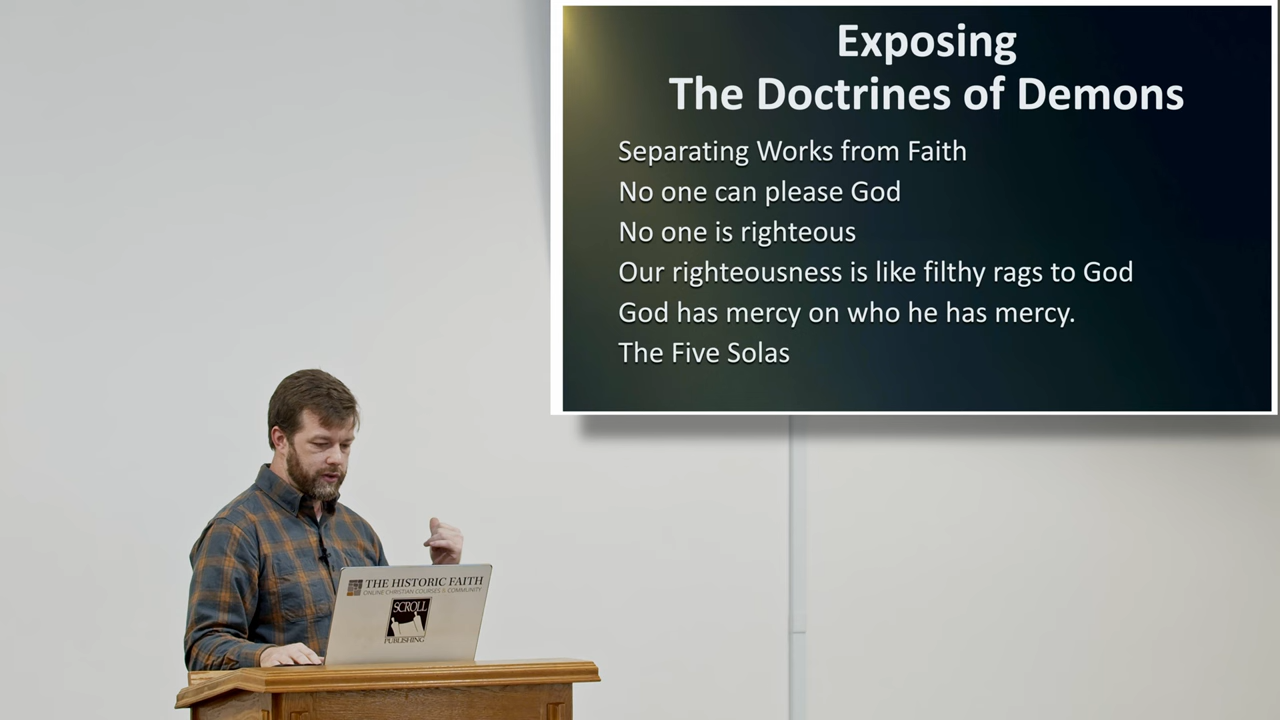 Exposing
The Doctrines of Demons
Separating Works from Faith
No one can please God
No one is righteous
Our righteousness is like filthy rags to God
God has mercy on who he has mercy.
The Five Solas
THE HISTORIC FAITH
ONLINE CHRISTIAN COURSES & COMMUNITY
SCROLL
PUBLISHING